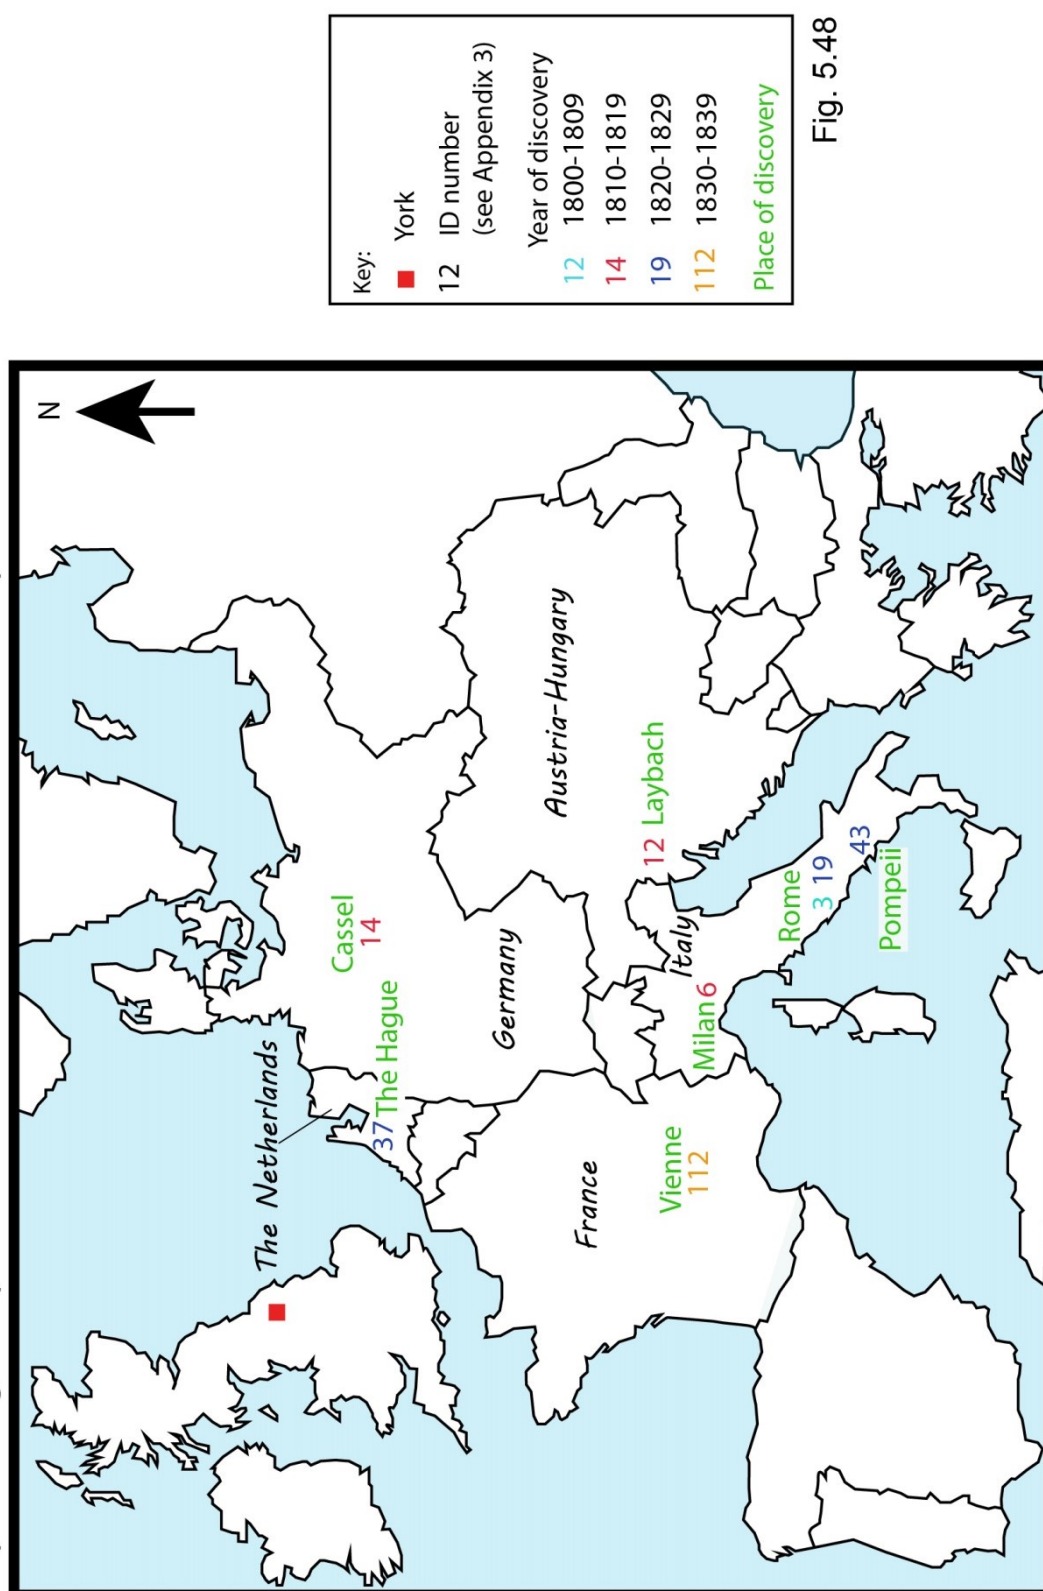 N
The Netherlands
Cassel
14
37 The Hague
Germany
Austria-Hungary
France
12 Laybach
Vienne
112
Milan 6
Italy
Rome
3 19
43
Pompeii
Key:
York
12 ID number
(see Appendix 3)
Year of discovery
12 1800-1809
14 1810-1819
19 1820-1829
112 1830-1839
Place of discovery
Fig. 5.48